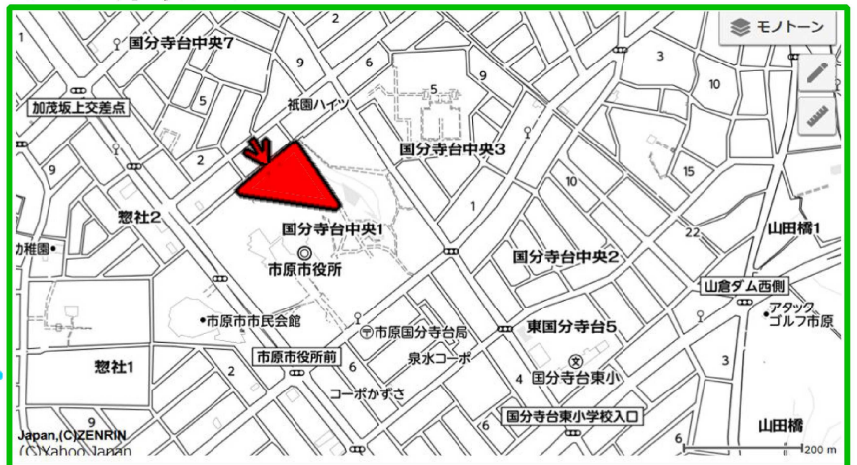 2
モノトーン
国分寺台中央7
1
9
6
3
5
9
10
5
加茂坂上交差点
祇園ハイツ
国分寺台中央3
2
9
15
10
1
惣社2
国分寺台中央1
22
山田橋1
幼稚園
市原市役所
国分寺台中央2
山倉ダム西側
アタック
ゴルフ市原
市原市市民会館
市原国分寺台局
東国分寺台5
市原市役所前
泉水コーポ
3
惣社1
2
6
4
文
国分寺台東小
コーポかずさ
国分寺台東小学校入口
9
6
6
山田橋
Japan,(C)ZENRIN
(C)Yahoo Japan
200 m